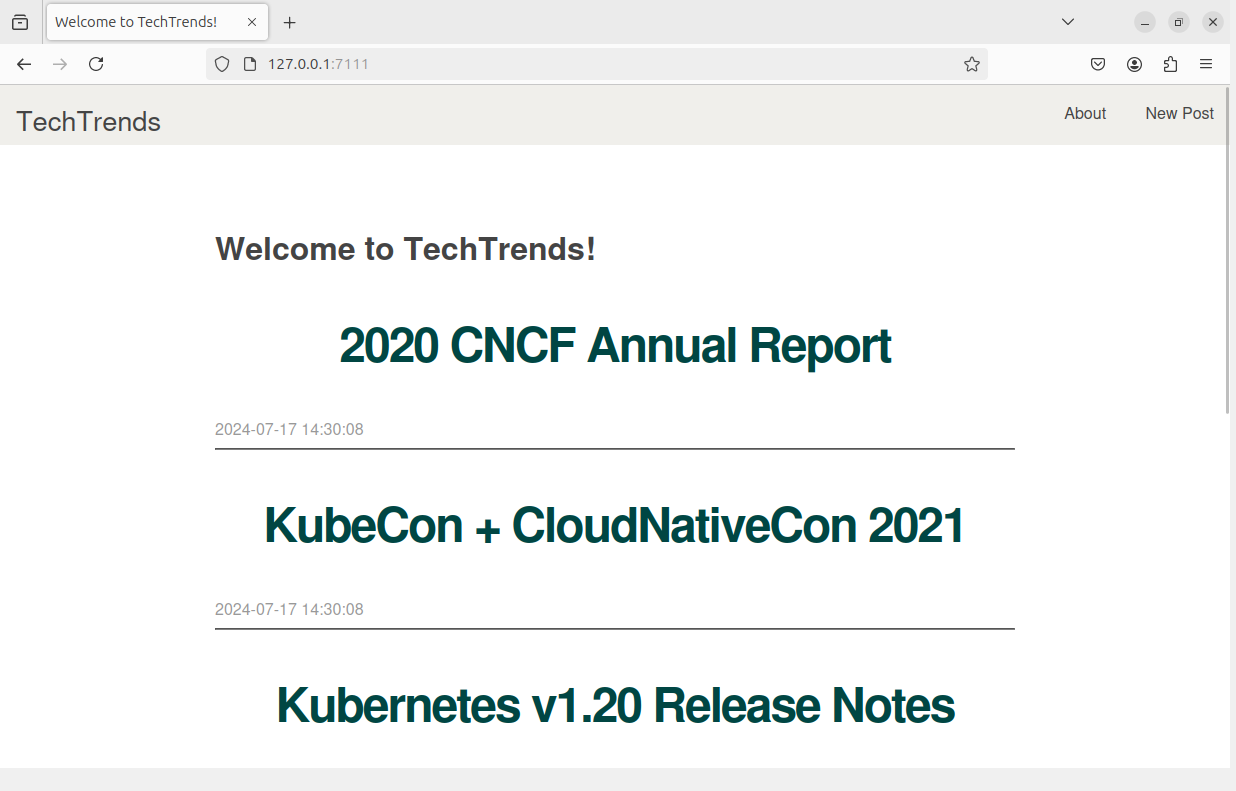 Welcome to TechTrends!
127.0.0.1:7111
TechTrends
About
New Post
Welcome to TechTrends!
2020 CNCF Annual Report
2024-07-17 14:30:08
KubeCon + CloudNativeCon 2021
2024-07-17 14:30:08
Kubernetes v1.20 Release Notes